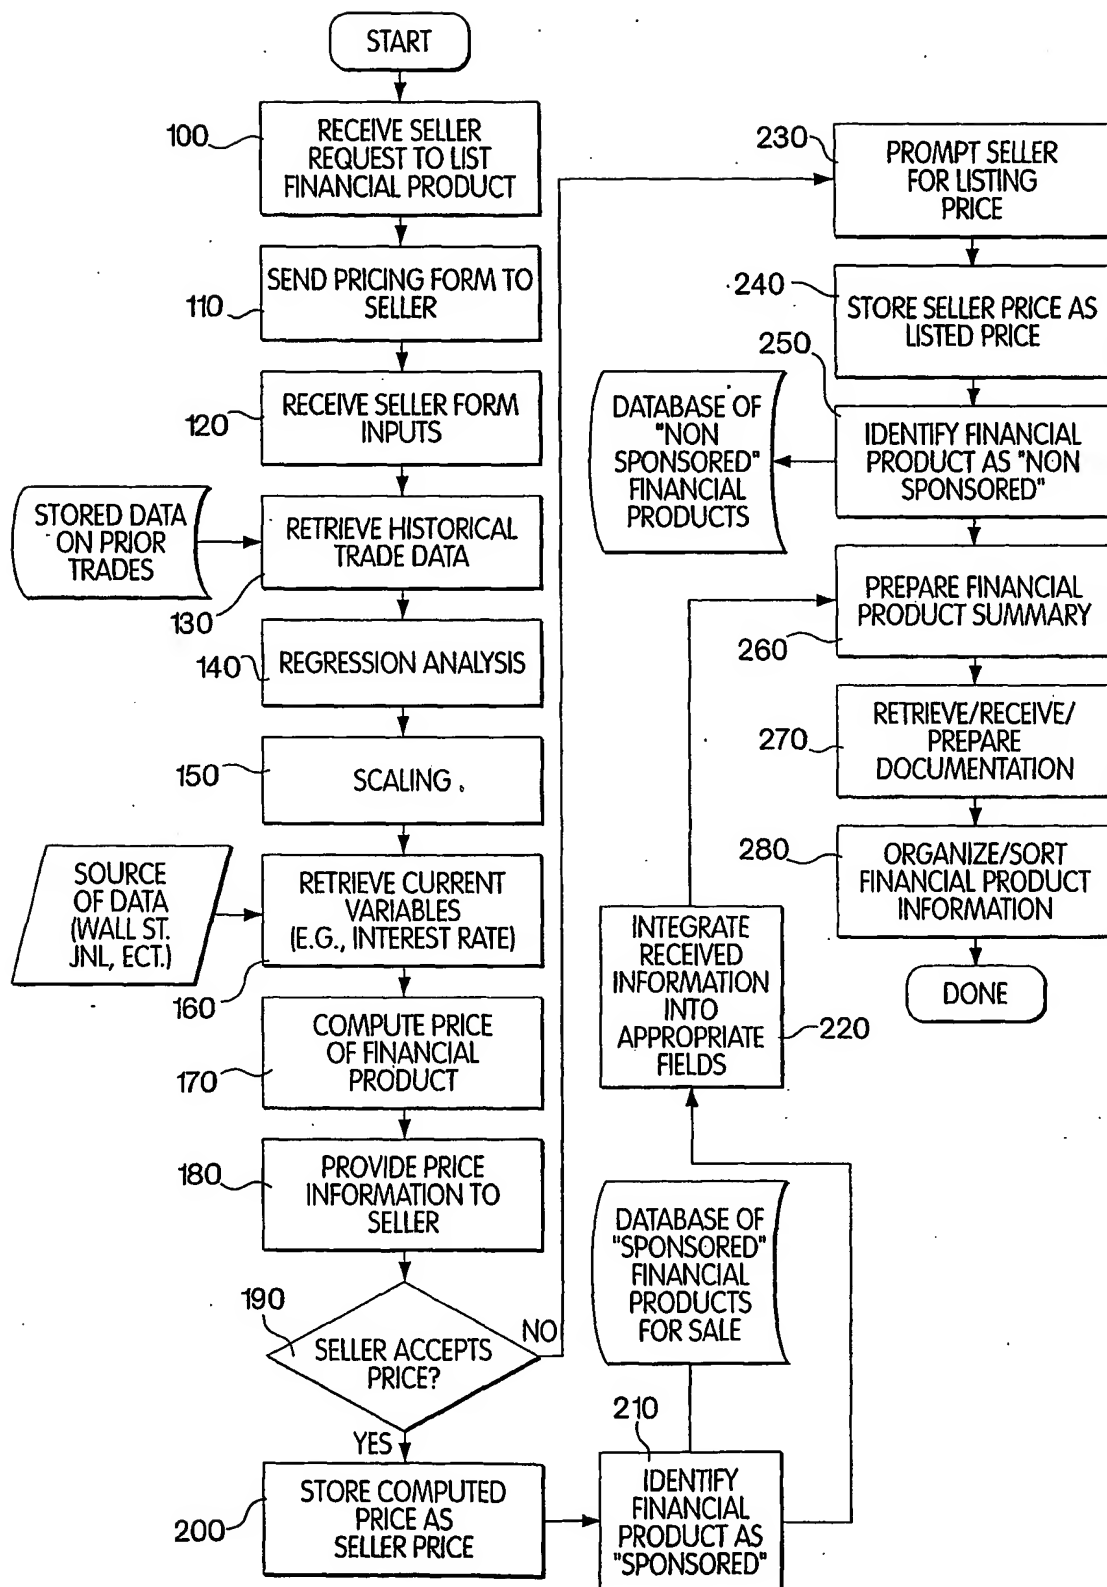 START
100
RECEIVE SELLER
REQUEST TO LIST
FINANCIAL PRODUCT
110
SEND PRICING FORM TO
SELLER
120
RECEIVE SELLER FORM
INPUTS
STORED DATA
ON PRIOR
TRADES
RETRIEVE HISTORICAL
TRADE DATA
130
140
REGRESSION ANALYSIS
150
SCALING
SOURCE
OF DATA
(WALL ST.
JNL, ECT.)
RETRIEVE CURRENT
VARIABLES
(E.G., INTEREST RATE)
160
COMPUTE PRICE
OF FINANCIAL
PRODUCT
170
180
PROVIDE PRICE
INFORMATION TO
SELLER
190
SELLER ACCEPTS
PRICE?
NO
YES
200
STORE COMPUTED
PRICE AS
SELLER PRICE
210
IDENTIFY
FINANCIAL
PRODUCT AS
"SPONSORED"
DATABASE OF
"SPONSORED"
FINANCIAL
PRODUCTS
FOR SALE
INTEGRATE
RECEIVED
INFORMATION
INTO
APPROPRIATE
FIELDS
220
230
PROMPT SELLER
FOR LISTING
PRICE
240
STORE SELLER PRICE AS
LISTED PRICE
250
IDENTIFY FINANCIAL
PRODUCT AS "NON
SPONSORED"
DATABASE OF
"NON
SPONSORED"
FINANCIAL
PRODUCTS
PREPARE FINANCIAL
PRODUCT SUMMARY
260
270
RETRIEVE/RECEIVE/
PREPARE
DOCUMENTATION
280
ORGANIZE/SORT
FINANCIAL PRODUCT
INFORMATION
DONE